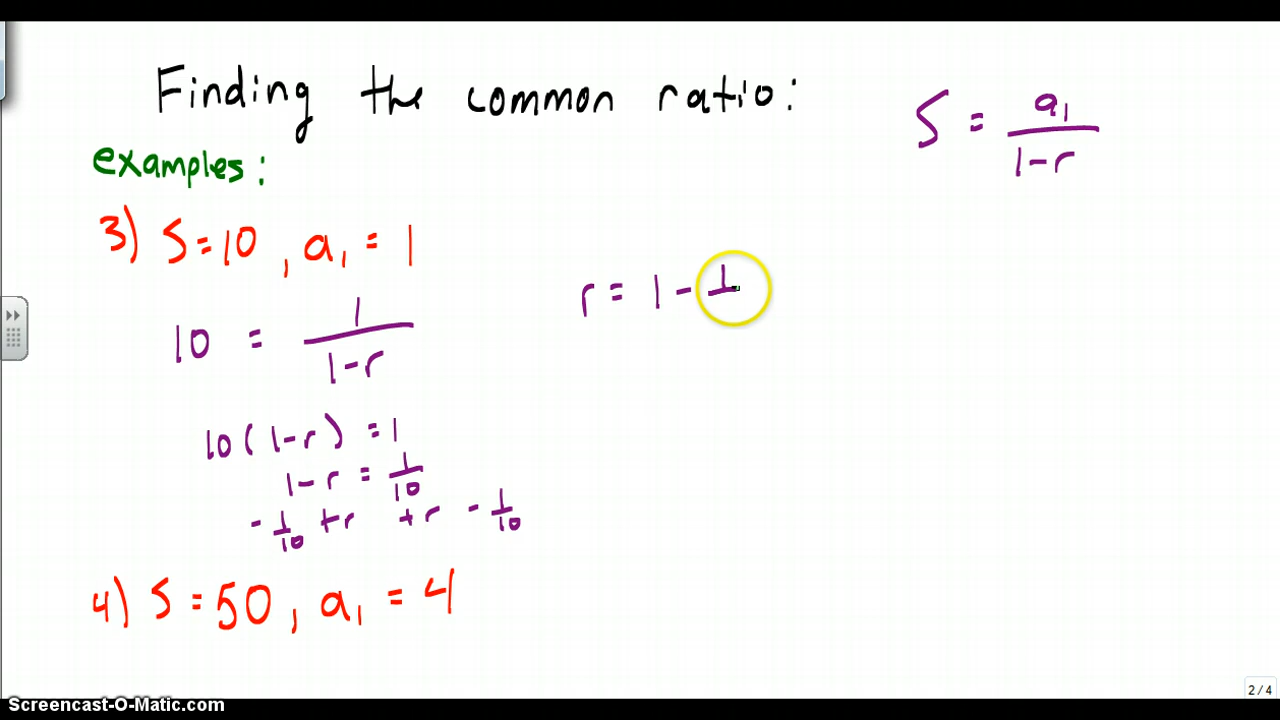 Finding the common ratio:
S = a₁/(1-r)
examples:
3) S=10, a₁ = 1
10 = 1/(1-r)
10(1-r) = 1
1-r = 1/10
- 1/10 +r +r - 1/10
r = 1 - 1
4) S=50, a₁ = 4
2/4
Screencast-O-Matic.com